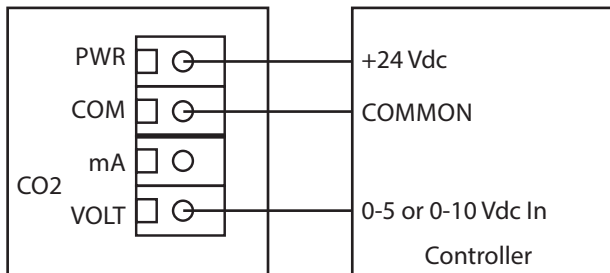 PWR
+24 Vdc
COM
COMMON
mA
CO2
VOLT
0-5 or 0-10 Vdc In
Controller